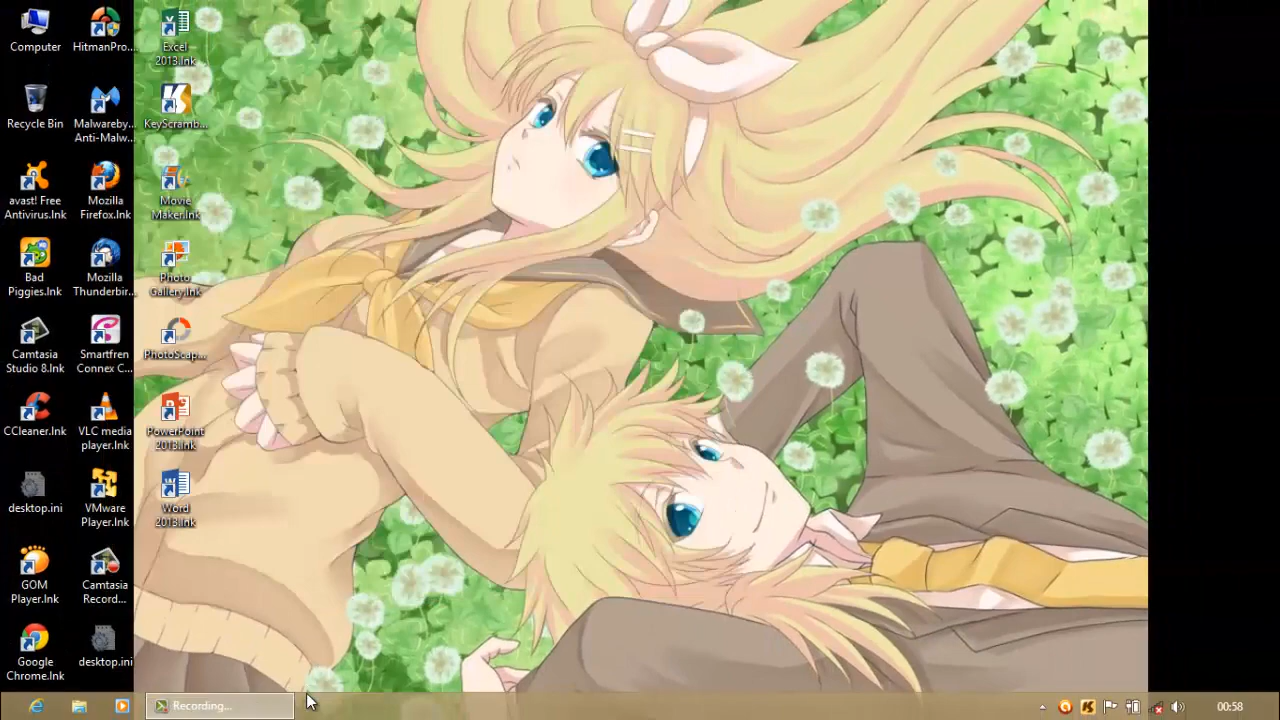 Computer
HitmanPro...
Excel
2013.lnk
Recycle Bin
Malwareby...
Anti-Malw...
KeyScramb...
avast! Free
Antivirus.lnk
Mozilla
Firefox.lnk
Movie
Maker.lnk
Bad
Piggies.lnk
Mozilla
Thunderbir...
Photo
Gallery.lnk
Camtasia
Studio 8.lnk
Smartfren
Connex C...
PhotoScap...
CCleaner.lnk
VLC media
player.lnk
PowerPoint
2013.lnk
desktop.ini
VMware
Player.lnk
Word
2013.lnk
GOM
Player.lnk
Camtasia
Record...
Google
Chrome.lnk
desktop.ini
Recording...
00:58